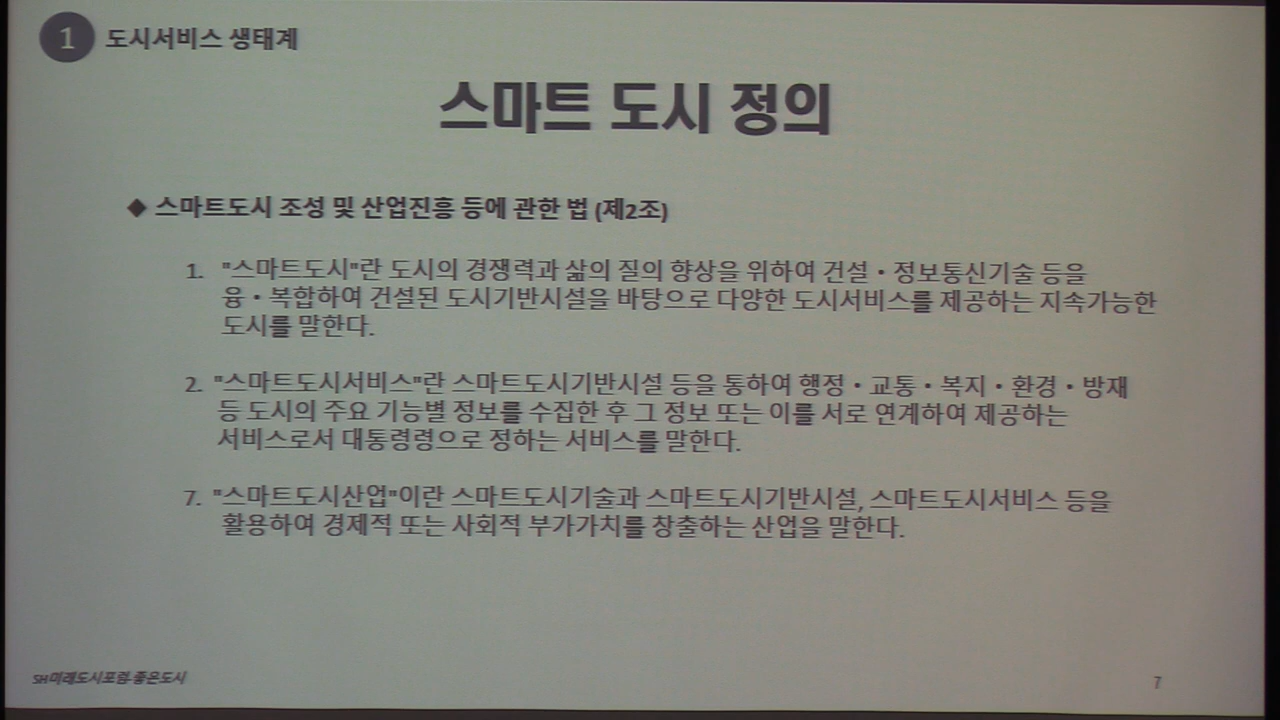 1 도시서비스 생태계
스마트 도시 정의
◆ 스마트도시 조성 및 산업진흥 등에 관한 법 (제2조)
1. "스마트도시"란 도시의 경쟁력과 삶의 질의 향상을 위하여 건설・정보통신기술 등을
융・복합하여 건설된 도시기반시설을 바탕으로 다양한 도시서비스를 제공하는 지속가능한
도시를 말한다.
2. "스마트도시서비스"란 스마트도시기반시설 등을 통하여 행정・교통・복지・환경・방재
등 도시의 주요 기능별 정보를 수집한 후 그 정보 또는 이를 서로 연계하여 제공하는
서비스로서 대통령령으로 정하는 서비스를 말한다.
7. "스마트도시산업"이란 스마트도시기술과 스마트도시기반시설, 스마트도시서비스 등을
활용하여 경제적 또는 사회적 부가가치를 창출하는 산업을 말한다.
SH미래도시포럼-좋은도시
7